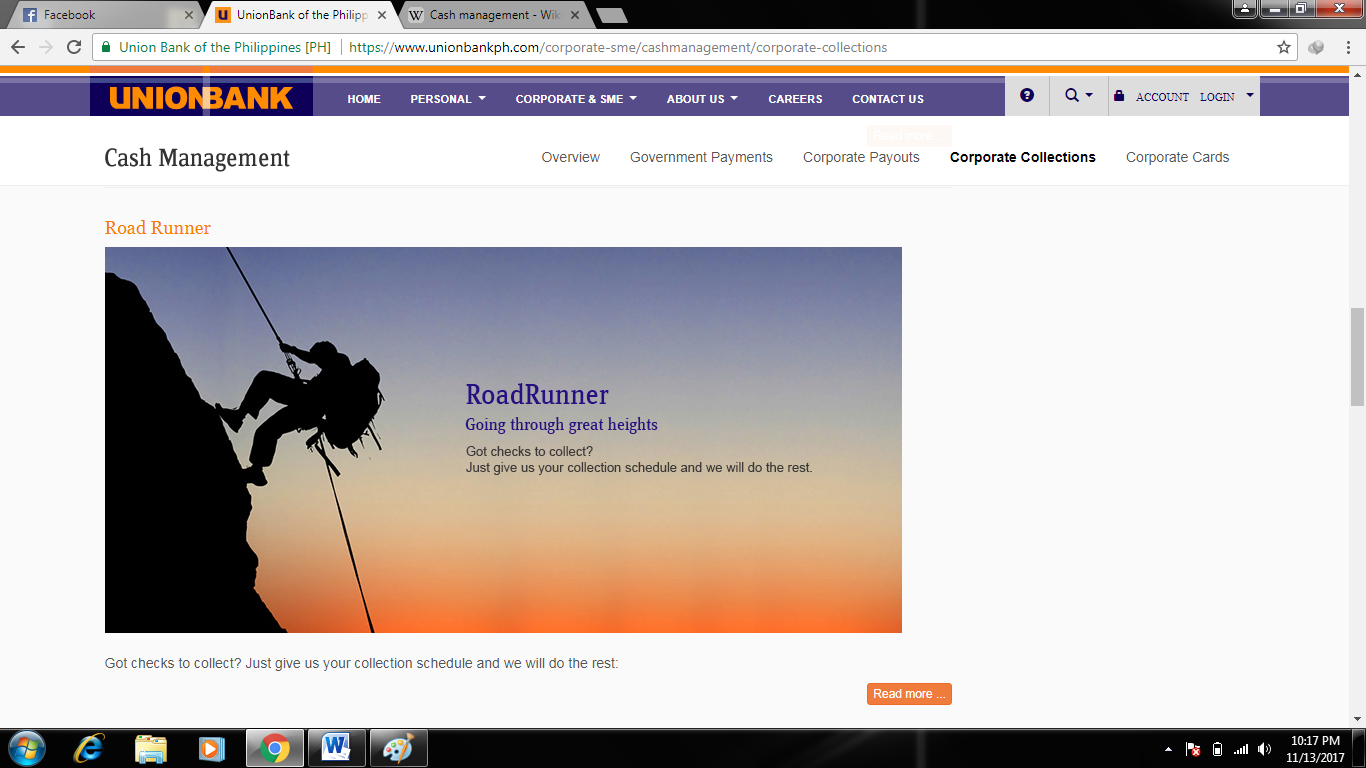 Facebook
UnionBank of the Philipp
Cash management - Wik
Union Bank of the Philippines [PH]
https://www.unionbankph.com/corporate-sme/cashmanagement/corporate-collections
UNIONBANK
HOME
PERSONAL
CORPORATE & SME
ABOUT US
CAREERS
CONTACT US
ACCOUNT LOGIN
Read more ...
Cash Management
Overview
Government Payments
Corporate Payouts
Corporate Collections
Corporate Cards
Road Runner
RoadRunner
Going through great heights
Got checks to collect?
Just give us your collection schedule and we will do the rest.
Got checks to collect? Just give us your collection schedule and we will do the rest:
Read more ...
10:17 PM
11/13/2017